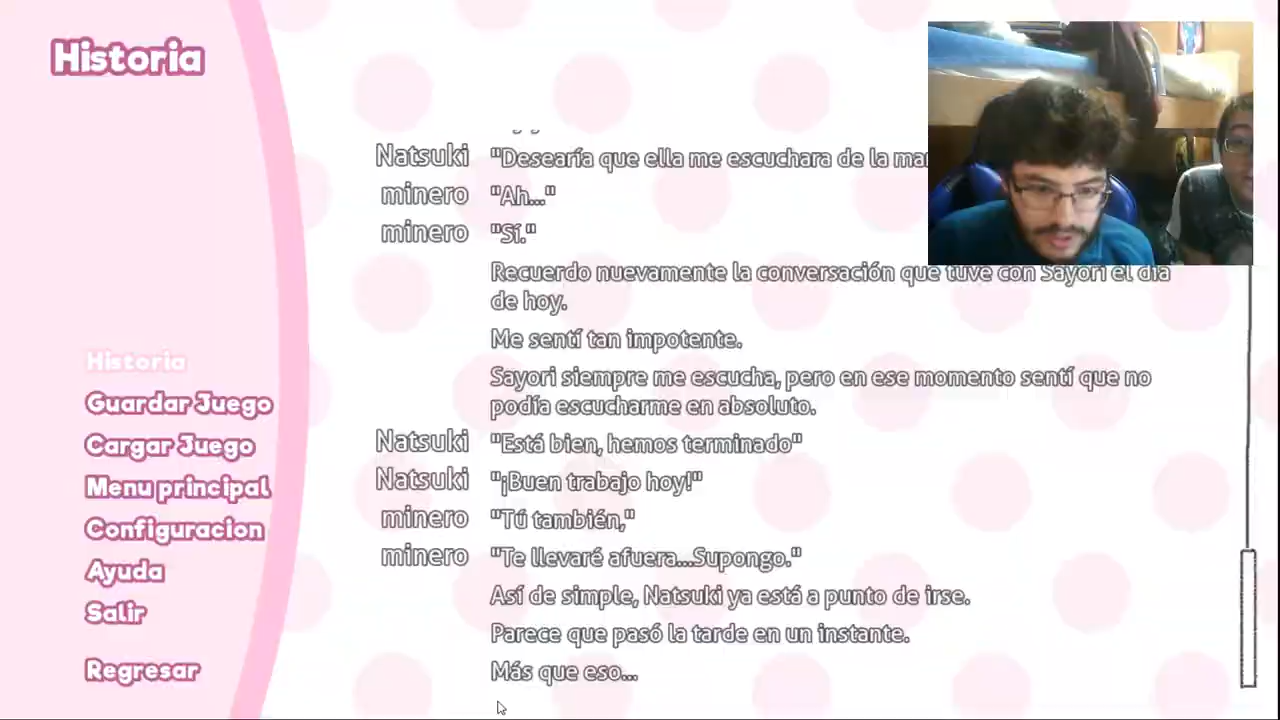 Historia
Natsuki "Desearía que ella me escuchara de la
minero "Ah..."
minero "Sí."
Recuerdo nuevamente la conversación que tuve con Sayori el día
de hoy.
Me sentí tan impotente.
Sayori siempre me escucha, pero en ese momento sentí que no
podía escucharme en absoluto.
Natsuki "Está bien, hemos terminado"
Natsuki "¡Buen trabajo hoy!"
minero "Tú también,"
minero "Te llevaré afuera...Supongo."
Así de simple, Natsuki ya está a punto de irse.
Parece que pasó la tarde en un instante.
Más que eso...
Historia
Guardar Juego
Cargar Juego
Menu principal
Configuracion
Ayuda
Salir
Regresar